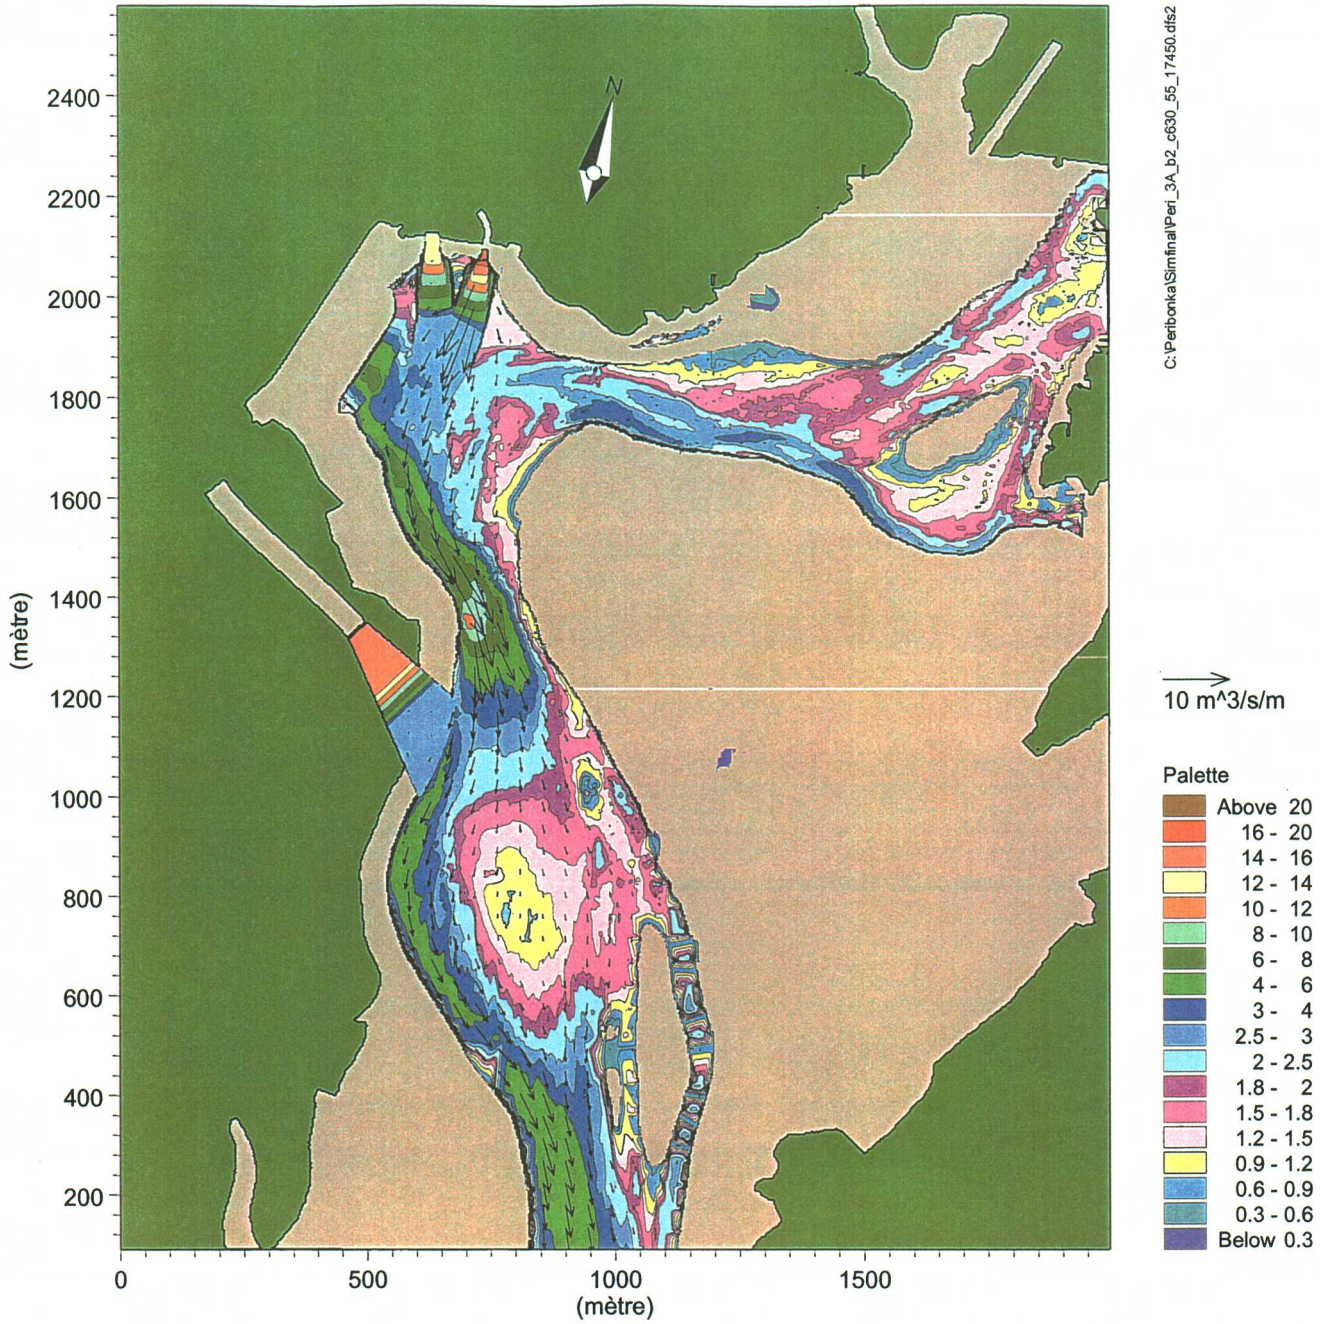 C:\Peribonka\Simfinal\Peri_3A_b2_c630_55_17450.dfs2
N
2400
2200
2000
1800
1600
1400
1200
1000
800
600
400
200
(mètre)
0
500
1000
1500
(mètre)
10 m^3/s/m
Palette
Above 20
16 - 20
14 - 16
12 - 14
10 - 12
8 - 10
6 - 8
4 - 6
3 - 4
2.5 - 3
2 - 2.5
1.8 - 2
1.5 - 1.8
1.2 - 1.5
0.9 - 1.2
0.6 - 0.9
0.3 - 0.6
Below 0.3